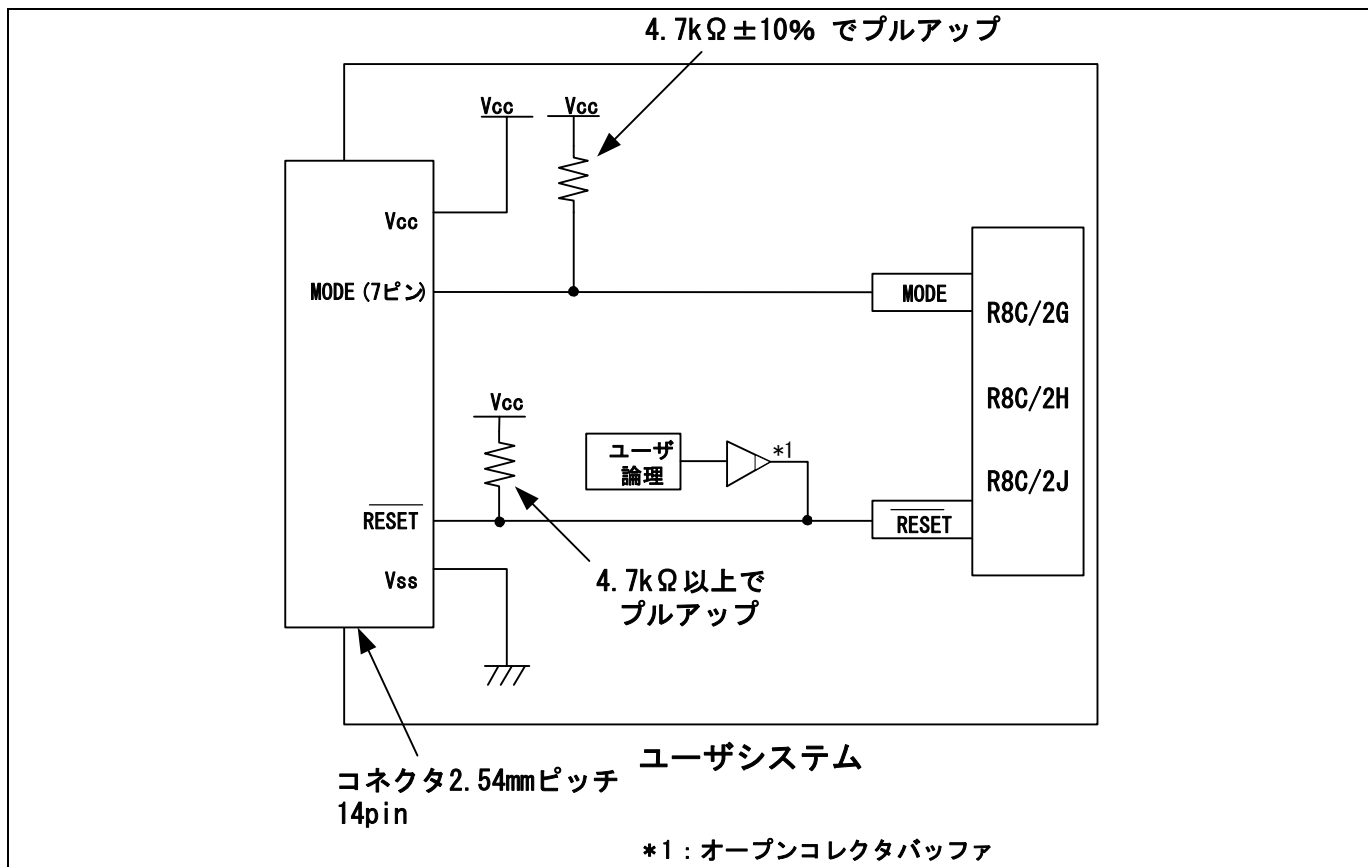 4.7kΩ±10% でプルアップ
Vcc
Vcc
Vcc
MODE(7ピン)
MODE
R8C/2G
R8C/2H
R8C/2J
Vcc
ユーザ
論理
*1
RESET
RESET
Vss
4.7kΩ以上で
プルアップ
ユーザシステム
コネクタ2.54mmピッチ
14pin
*1:オープンコレクタバッファ